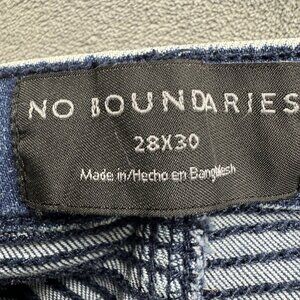 NO BOUNDARIES
28X30
Made in/Hecho en Bangladesh